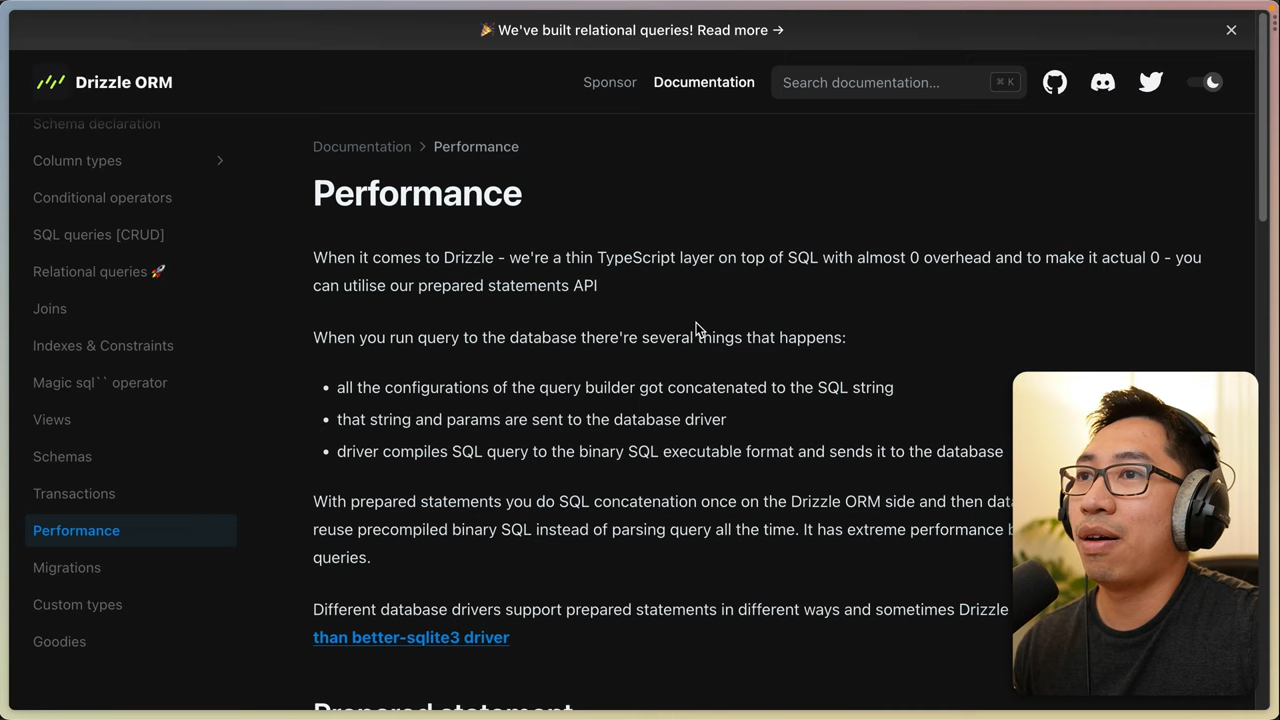 🎉 We've built relational queries! Read more →
Drizzle ORM
Sponsor
Documentation
Search documentation...
⌘ K
Schema declaration
Column types
Conditional operators
SQL queries [CRUD]
Relational queries 🚀
Joins
Indexes & Constraints
Magic sql`` operator
Views
Schemas
Transactions
Performance
Migrations
Custom types
Goodies
Documentation > Performance
Performance
When it comes to Drizzle - we're a thin TypeScript layer on top of SQL with almost 0 overhead and to make it actual 0 - you
can utilise our prepared statements API
When you run query to the database there're several things that happens:
• all the configurations of the query builder got concatenated to the SQL string
• that string and params are sent to the database driver
• driver compiles SQL query to the binary SQL executable format and sends it to the database
With prepared statements you do SQL concatenation once on the Drizzle ORM side and then
reuse precompiled binary SQL instead of parsing query all the time. It has extreme performance
queries.
Different database drivers support prepared statements in different ways and sometimes Drizzle
than better-sqlite3 driver
Prepared statement